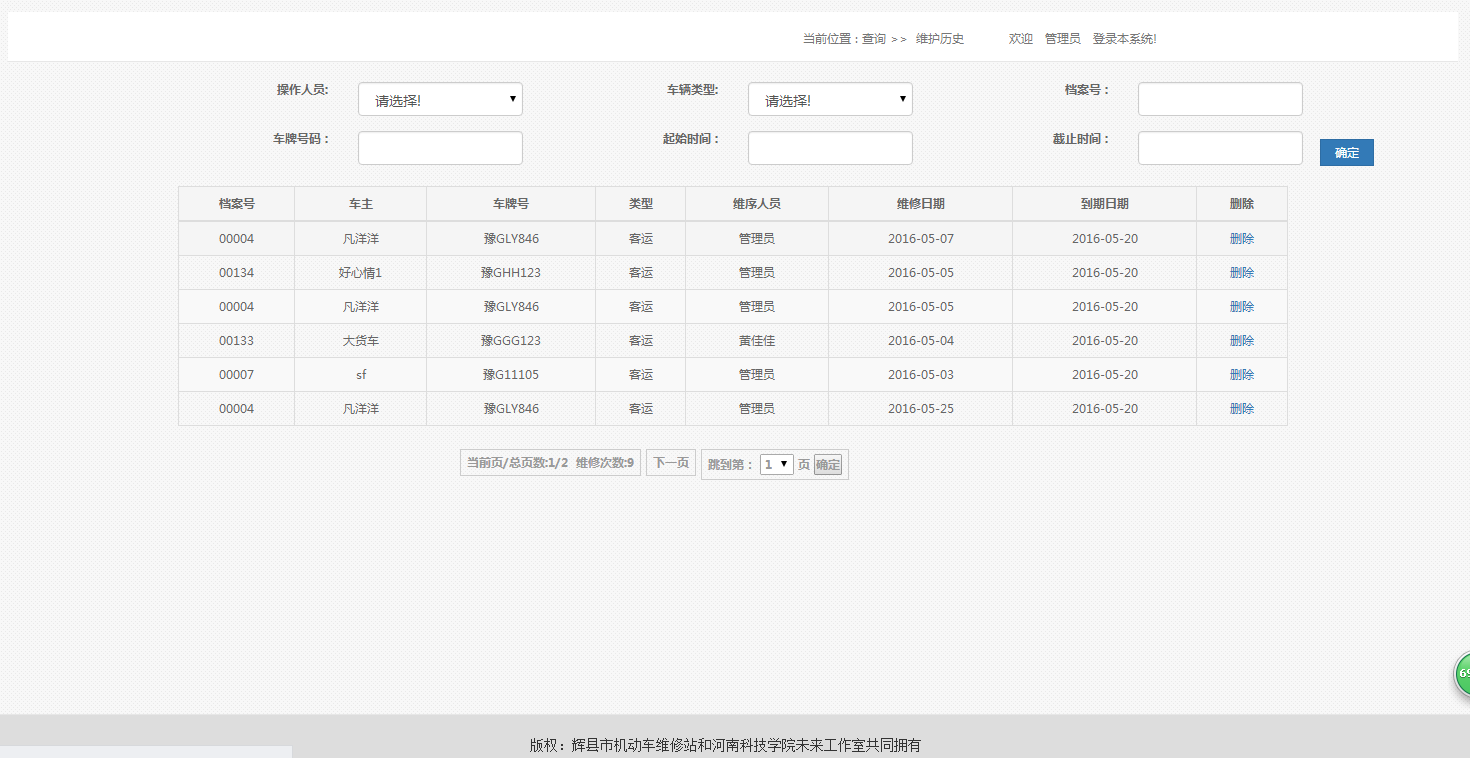 当前位置：查询 >> 维护历史 欢迎 管理员 登录本系统!
操作人员: 请选择! 车辆类型: 请选择! 档案号：
车牌号码： 起始时间： 截止时间： 确定
档案号 车主 车牌号 类型 维序人员 维修日期 到期日期 删除
00004 凡洋洋 豫GLY846 客运 管理员 2016-05-07 2016-05-20 删除
00134 好心情1 豫GHH123 客运 管理员 2016-05-05 2016-05-20 删除
00004 凡洋洋 豫GLY846 客运 管理员 2016-05-05 2016-05-20 删除
00133 大货车 豫GGG123 客运 黄佳佳 2016-05-04 2016-05-20 删除
00007 sf 豫G11105 客运 管理员 2016-05-03 2016-05-20 删除
00004 凡洋洋 豫GLY846 客运 管理员 2016-05-25 2016-05-20 删除
当前页/总页数:1/2 维修次数:9 下一页 跳到第： 1 页 确定
版权：辉县市机动车维修站和河南科技学院未来工作室共同拥有